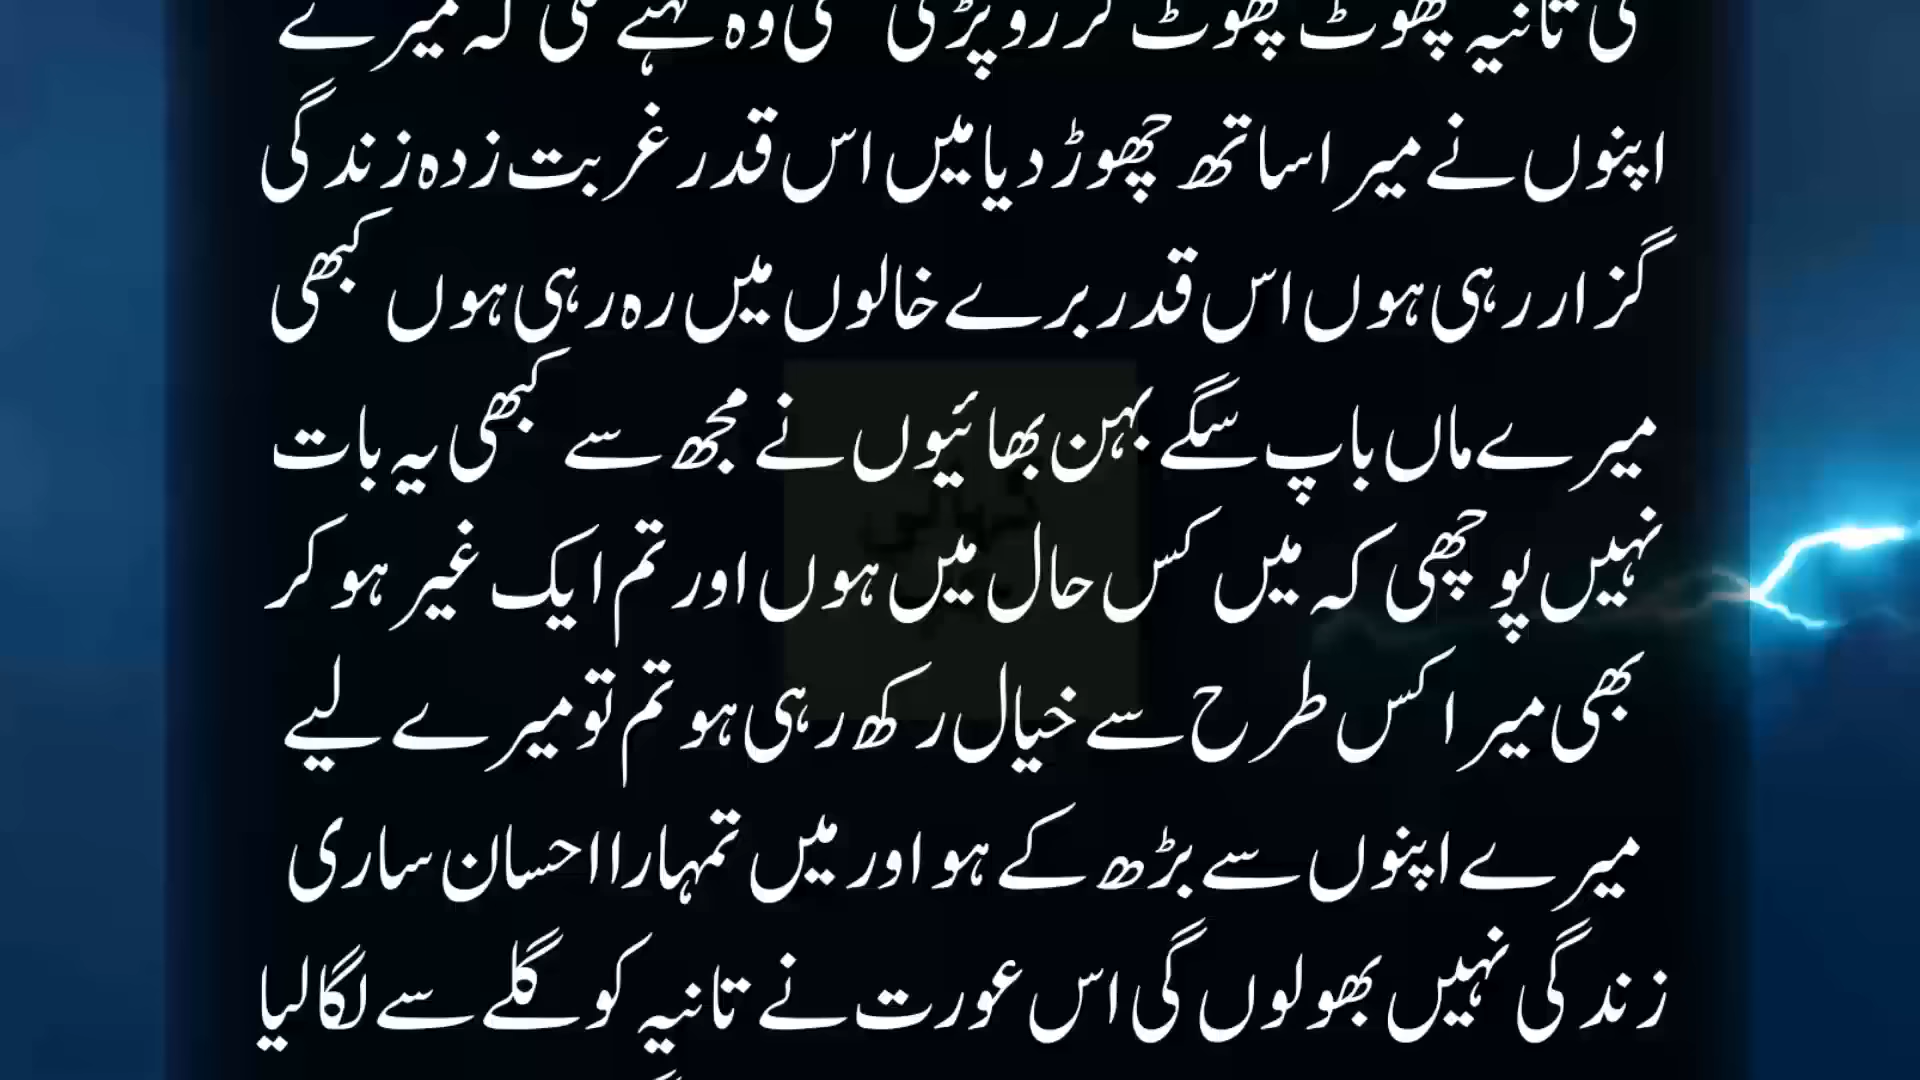 تانیہ پھوٹ پھوٹ کر رو پڑی وہ کہنے لگی کہ میرے
اپنوں نے میرا ساتھ چھوڑ دیا میں اس قدر غربت زدہ زندگی
گزار رہی ہوں اس قدر برے خالوں میں رہ رہی ہوں کبھی
میرے ماں باپ سگے بہن بھائیوں نے مجھ سے کبھی یہ بات
نہیں پوچھی کہ میں کس حال میں ہوں اور تم ایک غیر ہو کر
بھی میرا کس طرح سے خیال رکھ رہی ہو تم تو میرے لیے
میرے اپنوں سے بڑھ کے ہو اور میں تمہارا احسان ساری
زندگی نہیں بھولوں گی اس عورت نے تانیہ کو گلے سے لگا لیا